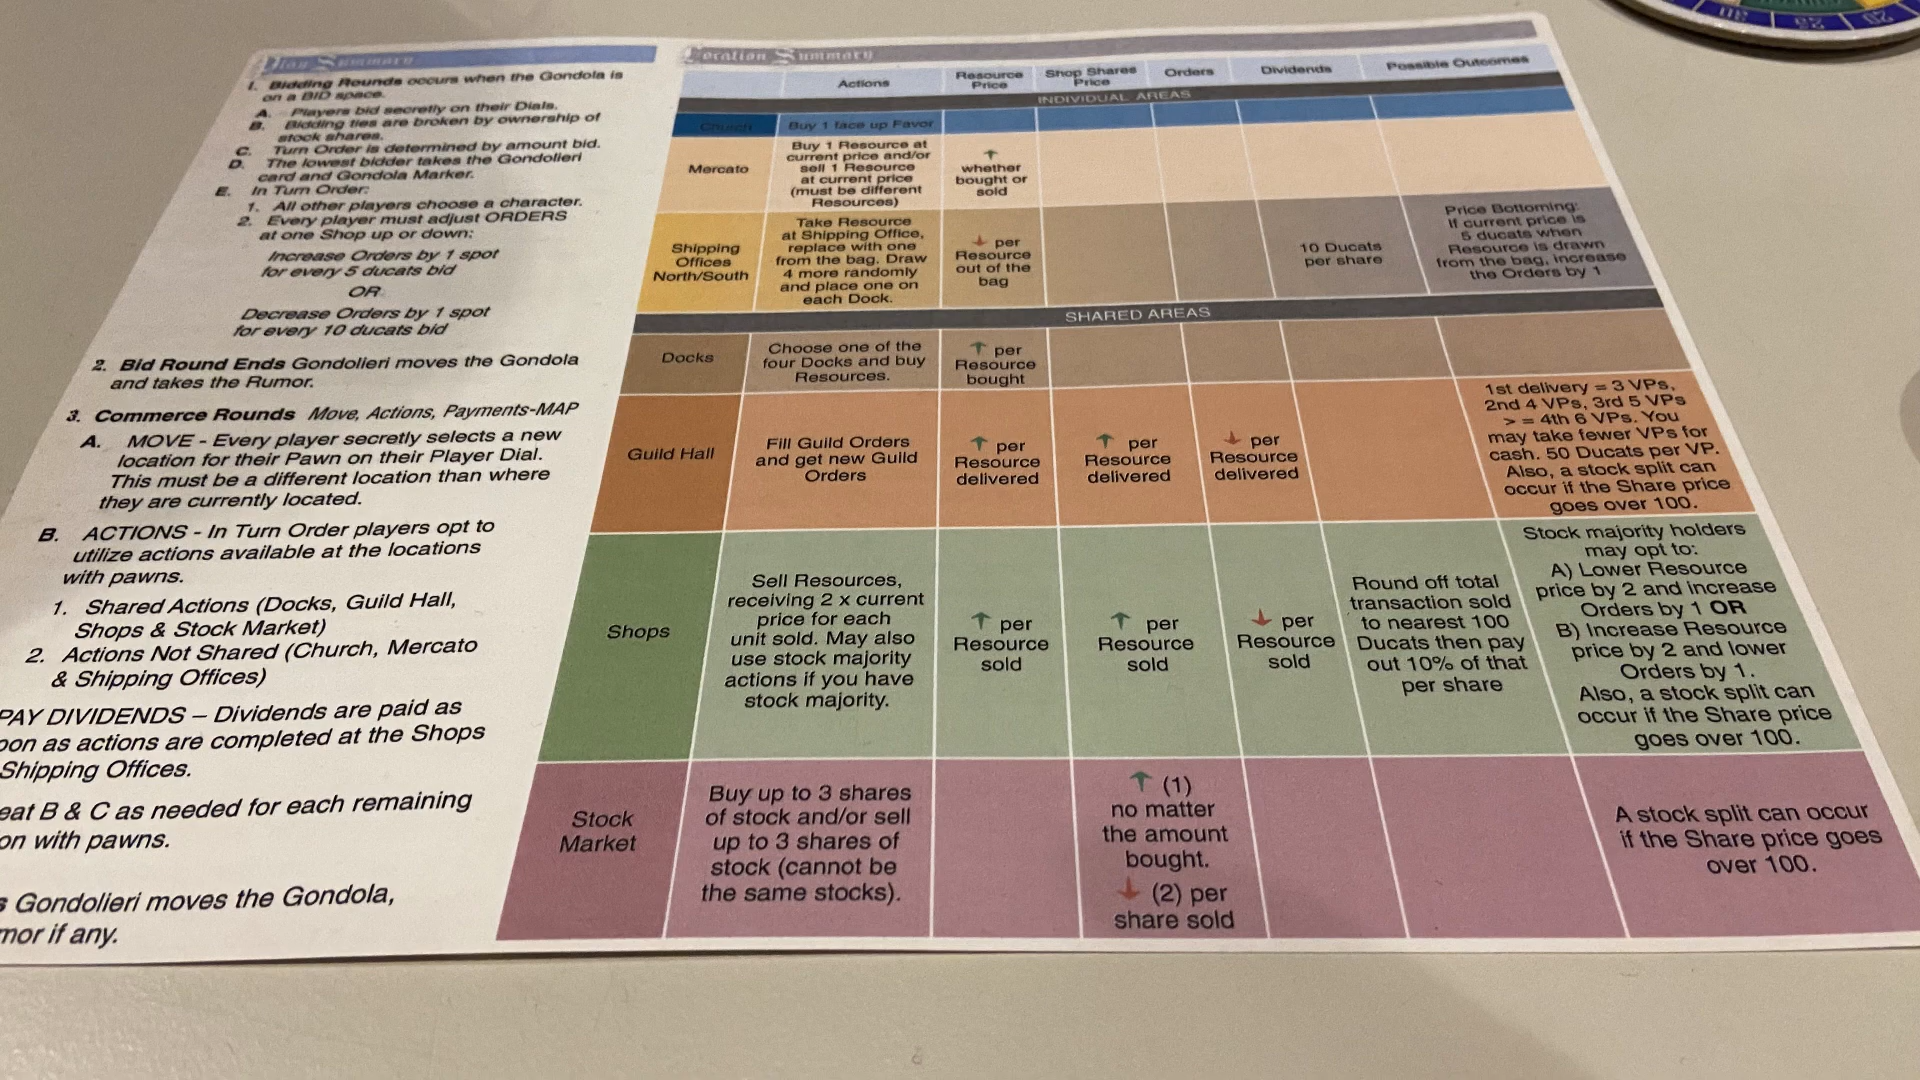 Play Summary
1. Bidding Rounds occurs when the Gondola is
on a BID space.
A. Players bid secretly on their Dials.
B. Bidding ties are broken by ownership of
stock shares.
C. Turn Order is determined by amount bid.
D. The lowest bidder takes the Gondolieri
card and Gondola Marker.
E. In Turn Order:
1. All other players choose a character.
2. Every player must adjust ORDERS
at one Shop up or down:
Increase Orders by 1 spot
for every 5 ducats bid
OR
Decrease Orders by 1 spot
for every 10 ducats bid
2. Bid Round Ends Gondolieri moves the Gondola
and takes the Rumor.
3. Commerce Rounds Move, Actions, Payments-MAP
A. MOVE - Every player secretly selects a new
location for their Pawn on their Player Dial.
This must be a different location than where
they are currently located.
B. ACTIONS - In Turn Order players opt to
utilize actions available at the locations
with pawns.
1. Shared Actions (Docks, Guild Hall,
Shops & Stock Market)
2. Actions Not Shared (Church, Mercato
& Shipping Offices)
PAY DIVIDENDS – Dividends are paid as
oon as actions are completed at the Shops
Shipping Offices.
eat B & C as needed for each remaining
on with pawns.
s Gondolieri moves the Gondola,
mor if any.
Location Summary
Actions
Resource
Price
Shop Shares
Price
Orders
Dividends
Possible Outcomes
INDIVIDUAL AREAS
Church
Buy 1 face up Favor
Mercato
Buy 1 Resource at
current price and/or
sell 1 Resource
at current price
(must be different
Resources)
↑
whether
bought or
sold
Shipping
Offices
North/South
Take Resource
at Shipping Office,
replace with one
from the bag. Draw
4 more randomly
and place one on
each Dock.
↓ per
Resource
out of the
bag
10 Ducats
per share
Price Bottoming:
If current price is
5 ducats when
Resource is drawn
from the bag, increase
the Orders by 1
SHARED AREAS
Docks
Choose one of the
four Docks and buy
Resources.
↑ per
Resource
bought
Guild Hall
Fill Guild Orders
and get new Guild
Orders
↑ per
Resource
delivered
↑ per
Resource
delivered
↓ per
Resource
delivered
1st delivery = 3 VPs,
2nd 4 VPs, 3rd 5 VPs
> = 4th 6 VPs. You
may take fewer VPs for
cash. 50 Ducats per VP.
Also, a stock split can
occur if the Share price
goes over 100.
Shops
Sell Resources,
receiving 2 x current
price for each
unit sold. May also
use stock majority
actions if you have
stock majority.
↑ per
Resource
sold
↑ per
Resource
sold
↓ per
Resource
sold
Round off total
transaction sold
to nearest 100
Ducats then pay
out 10% of that
per share
Stock majority holders
may opt to:
A) Lower Resource
price by 2 and increase
Orders by 1 OR
B) Increase Resource
price by 2 and lower
Orders by 1.
Also, a stock split can
occur if the Share price
goes over 100.
Stock
Market
Buy up to 3 shares
of stock and/or sell
up to 3 shares of
stock (cannot be
the same stocks).
↑ (1)
no matter
the amount
bought.
↓ (2) per
share sold
A stock split can occur
if the Share price goes
over 100.